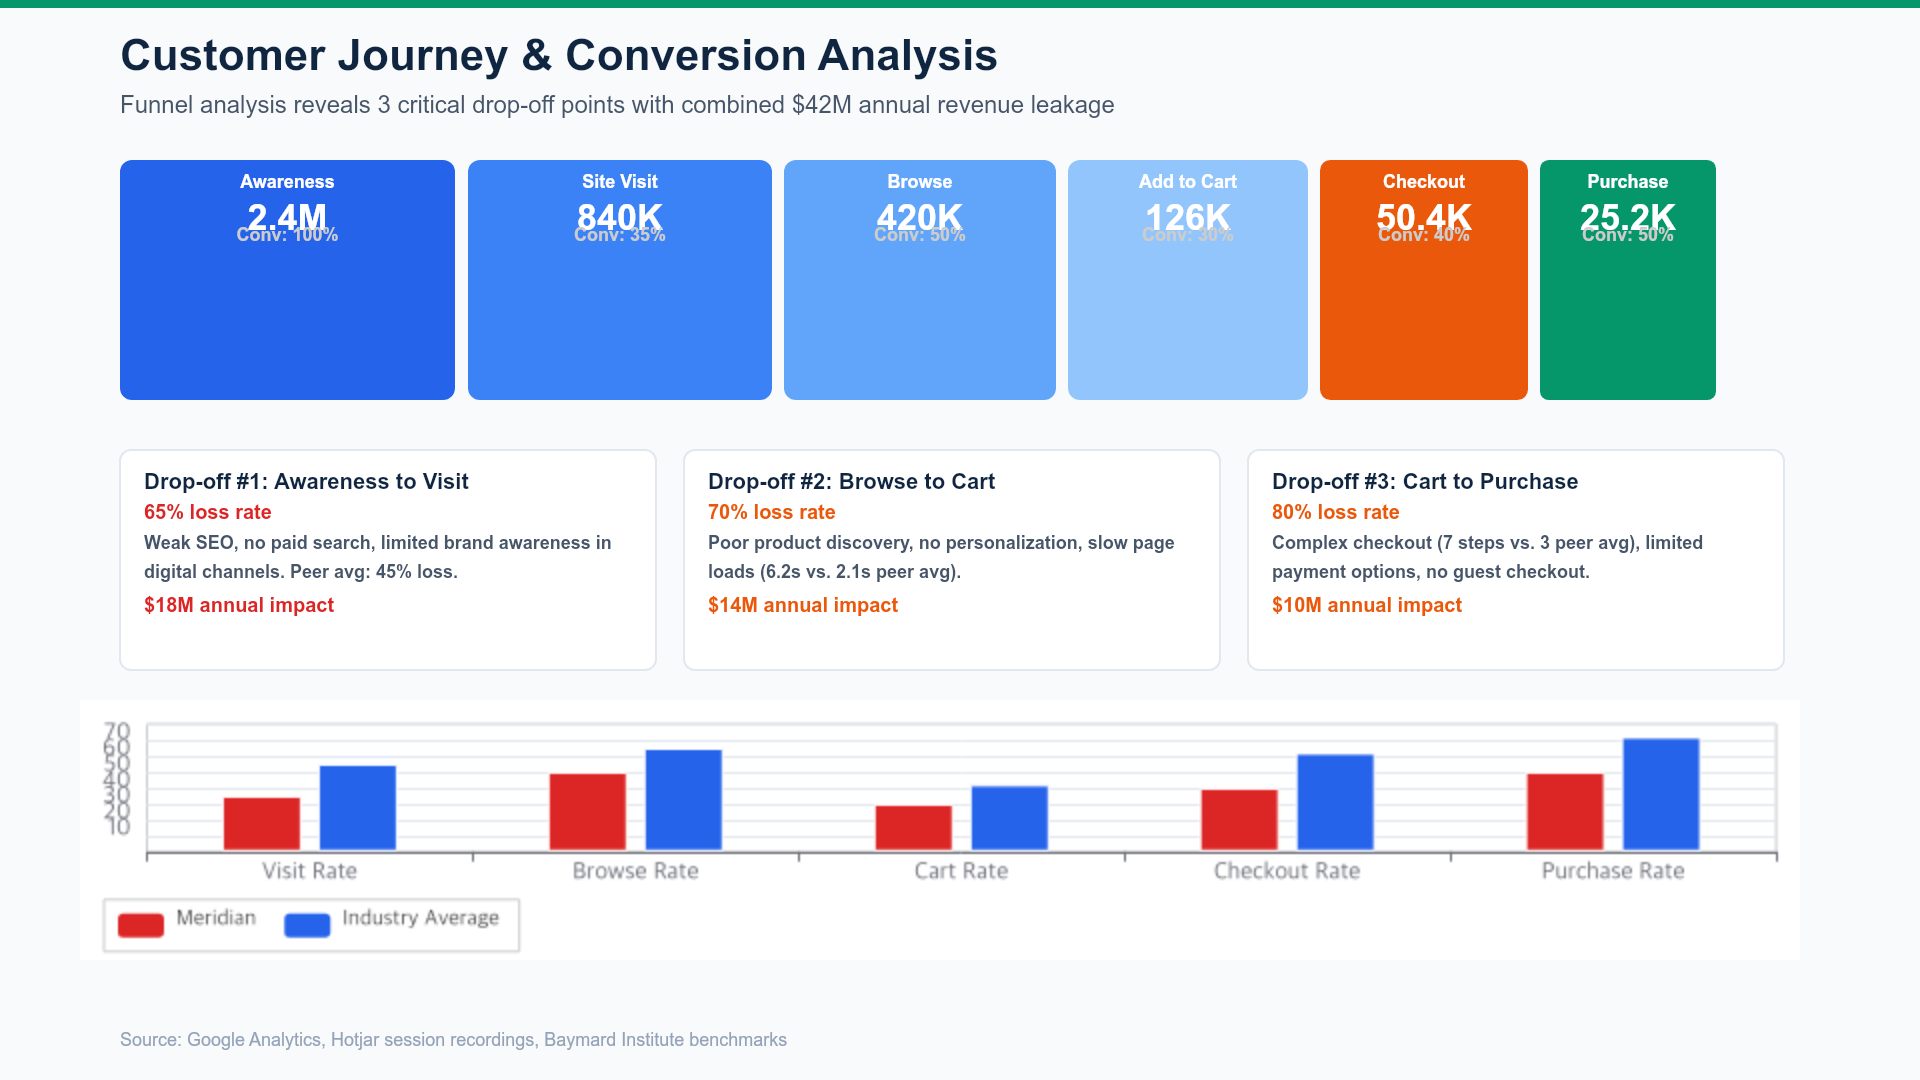 Customer Journey & Conversion Analysis
Funnel analysis reveals 3 critical drop-off points with combined $42M annual revenue leakage
Awareness
2.4M
Conv: 100%
Site Visit
840K
Conv: 35%
Browse
420K
Conv: 50%
Add to Cart
126K
Conv: 30%
Checkout
50.4K
Conv: 40%
Purchase
25.2K
Conv: 50%
Drop-off #1: Awareness to Visit
65% loss rate
Weak SEO, no paid search, limited brand awareness in
digital channels. Peer avg: 45% loss.
$18M annual impact
Drop-off #2: Browse to Cart
70% loss rate
Poor product discovery, no personalization, slow page
loads (6.2s vs. 2.1s peer avg).
$14M annual impact
Drop-off #3: Cart to Purchase
80% loss rate
Complex checkout (7 steps vs. 3 peer avg), limited
payment options, no guest checkout.
$10M annual impact
70
60
50
40
30
20
10
Visit Rate
Browse Rate
Cart Rate
Checkout Rate
Purchase Rate
Meridian
Industry Average
Source: Google Analytics, Hotjar session recordings, Baymard Institute benchmarks